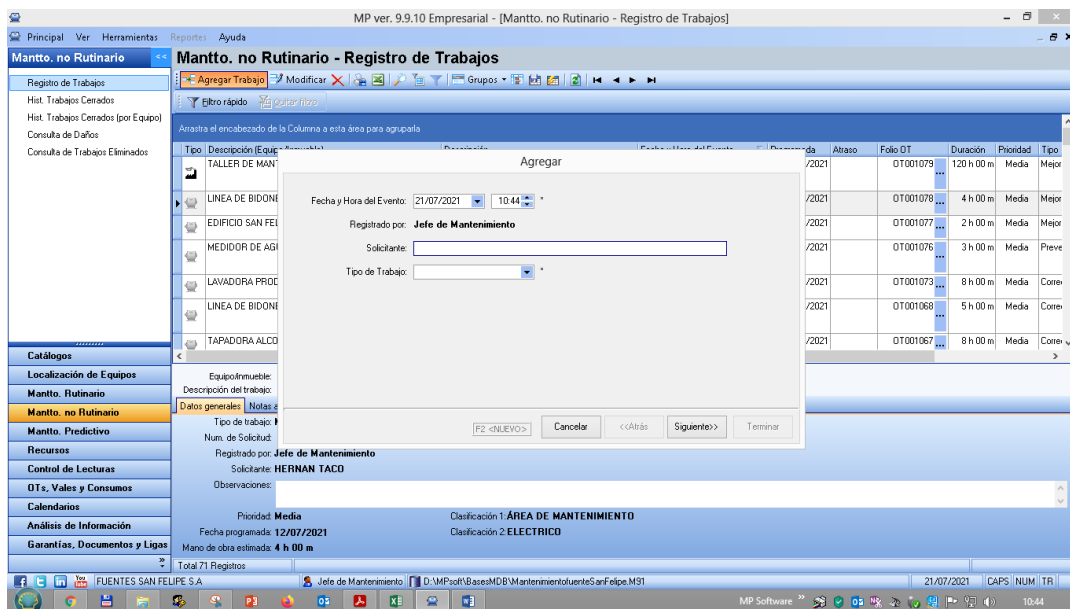 MP ver. 9.9.10 Empresarial - [Mantto. no Rutinario - Registro de Trabajos]
Principal Ver Herramientas Reportes Ayuda
Mantto. no Rutinario <<
Mantto. no Rutinario - Registro de Trabajos
Registro de Trabajos
Hist. Trabajos Cerrados
Hist. Trabajos Cerrados (por Equipo)
Consulta de Daños
Consulta de Trabajos Eliminados
Agregar Trabajo Modificar Grupos
Filtro rápido Quitar filtro
Arrastra el encabezado de la Columna a esta área para agruparla
Tipo Descripción (Equipo/Inmueble) Descripción Fecha y Hora del Evento Programada Atraso Folio OT Duración Prioridad Tipo
TALLER DE MAN /2021 OT001079 ... 120 h 00 m Media Mejor
LINEA DE BIDONE /2021 OT001078 ... 4 h 00 m Media Mejor
EDIFICIO SAN FEL /2021 OT001077 ... 2 h 00 m Media Mejor
MEDIDOR DE AGU /2021 OT001076 ... 3 h 00 m Media Preve
LAVADORA PROD /2021 OT001073 ... 8 h 00 m Media Corre
LINEA DE BIDONE /2021 OT001068 ... 5 h 00 m Media Corre
TAPADORA ALCO /2021 OT001067 ... 8 h 00 m Media Corre
Agregar
Fecha y Hora del Evento: 21/07/2021 10:44 *
Registrado por: Jefe de Mantenimiento
Solicitante:
Tipo de Trabajo: *
F2 <NUEVO> Cancelar <<Atrás Siguiente>> Terminar
Catálogos
Localización de Equipos
Mantto. Rutinario
Mantto. no Rutinario
Mantto. Predictivo
Recursos
Control de Lecturas
OTs, Vales y Consumos
Calendarios
Análisis de Información
Garantías, Documentos y Ligas
Equipo/inmueble:
Descripción del trabajo:
Datos generales Notas a
Tipo de trabajo:
Num. de Solicitud:
Registrado por: Jefe de Mantenimiento
Solicitante: HERNAN TACO
Observaciones:
Prioridad: Media Clasificación 1: ÁREA DE MANTENIMIENTO
Fecha programada: 12/07/2021 Clasificación 2: ELECTRICO
Mano de obra estimada: 4 h 00 m
Total 71 Registros
FUENTES SAN FELIPE S.A Jefe de Mantenimiento D:\MPsoft\BasesMDB\MantenimientofuenteSanFelipe.M91 21/07/2021 CAPS NUM TR
MP Software » 10:44